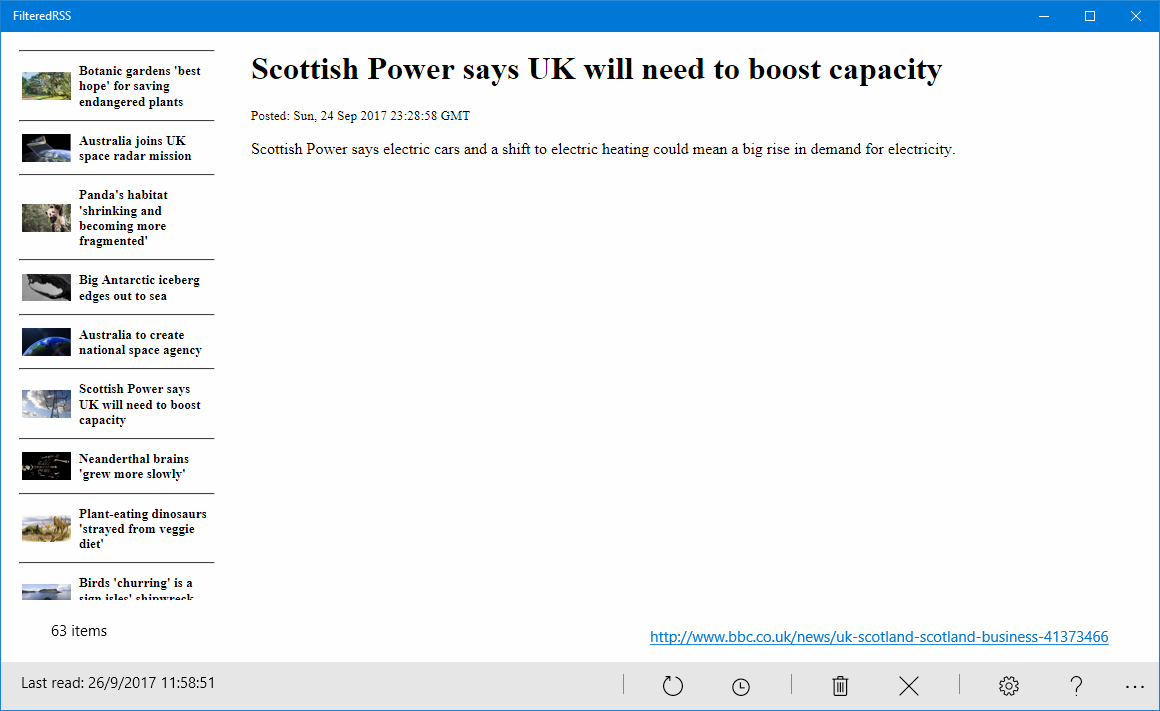 FilteredRSS
Botanic gardens 'best
hope' for saving
endangered plants
Australia joins UK
space radar mission
Panda's habitat
'shrinking and
becoming more
fragmented'
Big Antarctic iceberg
edges out to sea
Australia to create
national space agency
Scottish Power says
UK will need to boost
capacity
Neanderthal brains
'grew more slowly'
Plant-eating dinosaurs
'strayed from veggie
diet'
Birds 'churring' is a
sign isles' shipwreck
63 items
Scottish Power says UK will need to boost capacity
Posted: Sun, 24 Sep 2017 23:28:58 GMT
Scottish Power says electric cars and a shift to electric heating could mean a big rise in demand for electricity.
http://www.bbc.co.uk/news/uk-scotland-scotland-business-41373466
Last read: 26/9/2017 11:58:51